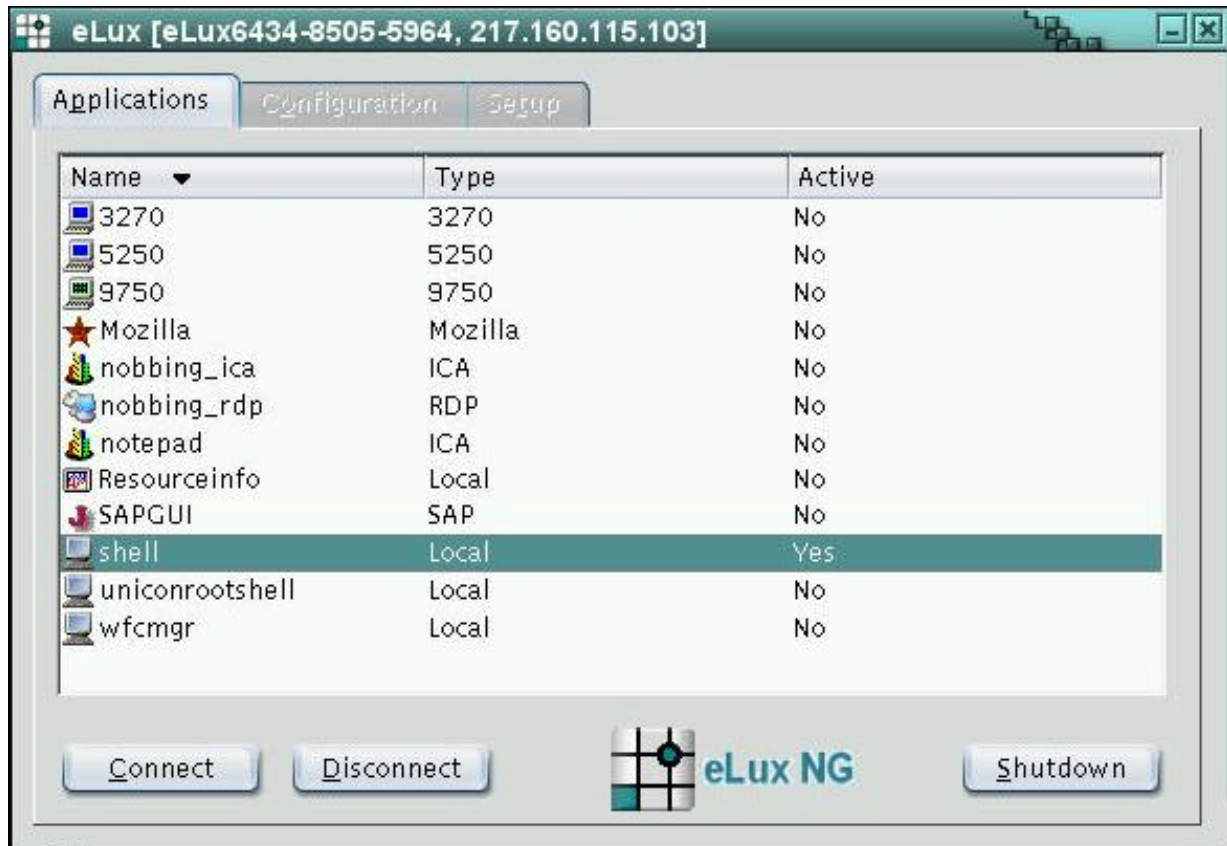 eLux [eLux6434-8505-5964, 217.160.115.103]
Applications Configuration Setup
Name Type Active
3270 3270 No
5250 5250 No
9750 9750 No
Mozilla Mozilla No
nobbing_ica ICA No
nobbing_rdp RDP No
notepad ICA No
Resourceinfo Local No
SAPGUI SAP No
shell Local Yes
uniconrootshell Local No
wfcmgr Local No
Connect Disconnect eLux NG Shutdown